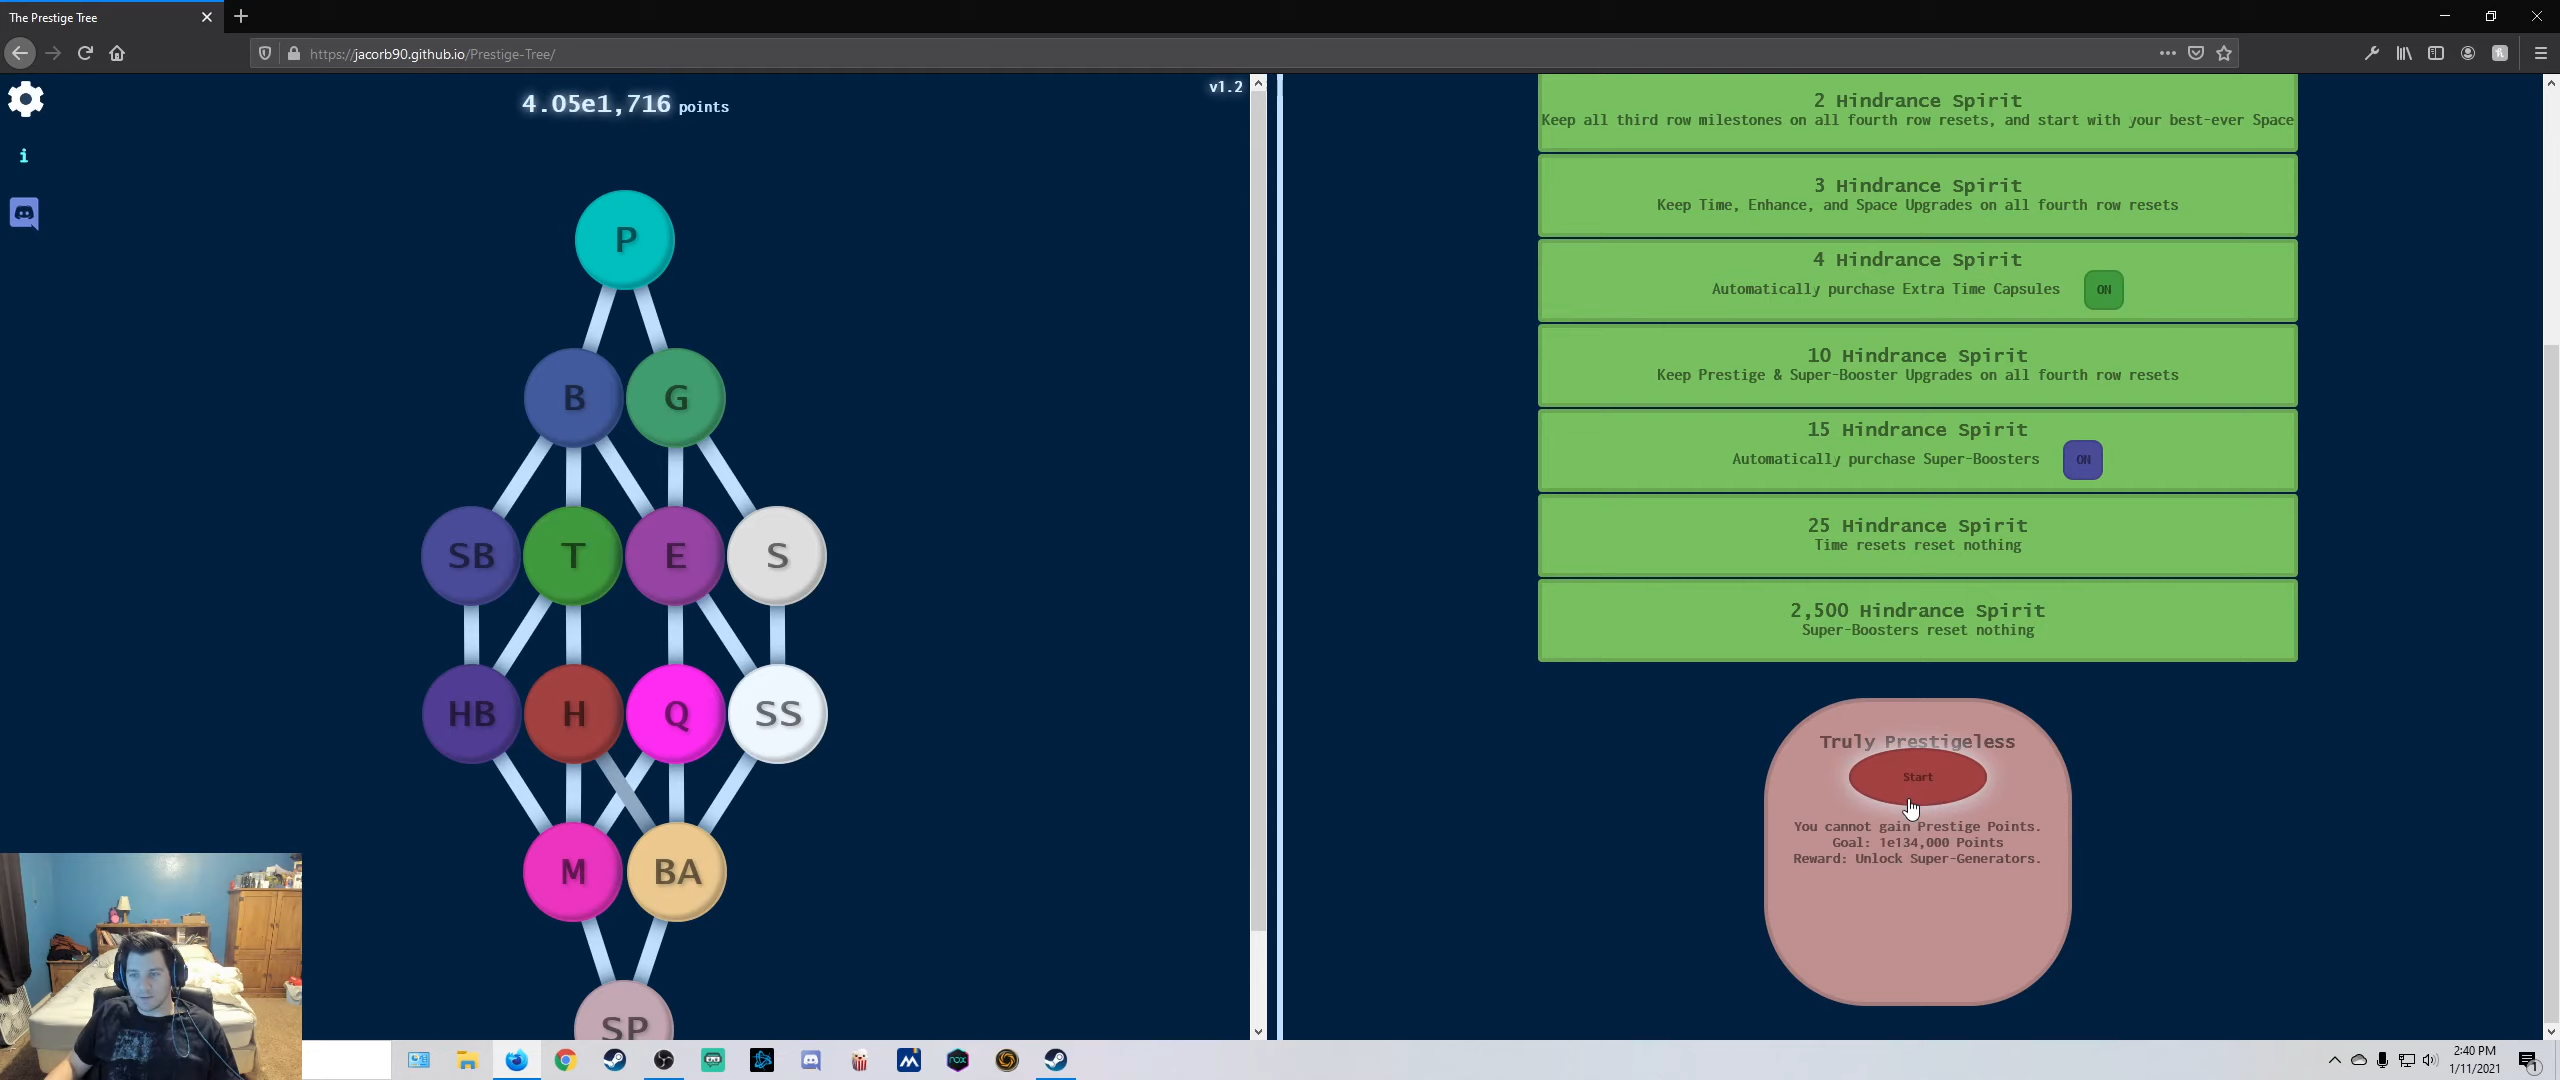 The Prestige Tree
https://jacorb90.github.io/Prestige-Tree/
4.05e1,716 points
v1.2
i
P
B
G
SB
T
E
S
HB
H
Q
SS
M
BA
SP
2 Hindrance Spirit
Keep all third row milestones on all fourth row resets, and start with your best-ever Space
3 Hindrance Spirit
Keep Time, Enhance, and Space Upgrades on all fourth row resets
4 Hindrance Spirit
Automatically purchase Extra Time Capsules ON
10 Hindrance Spirit
Keep Prestige & Super-Booster Upgrades on all fourth row resets
15 Hindrance Spirit
Automatically purchase Super-Boosters ON
25 Hindrance Spirit
Time resets reset nothing
2,500 Hindrance Spirit
Super-Boosters reset nothing
Truly Prestigeless
Start
You cannot gain Prestige Points.
Goal: 1e134,000 Points
Reward: Unlock Super-Generators.
2:40 PM
1/11/2021
1